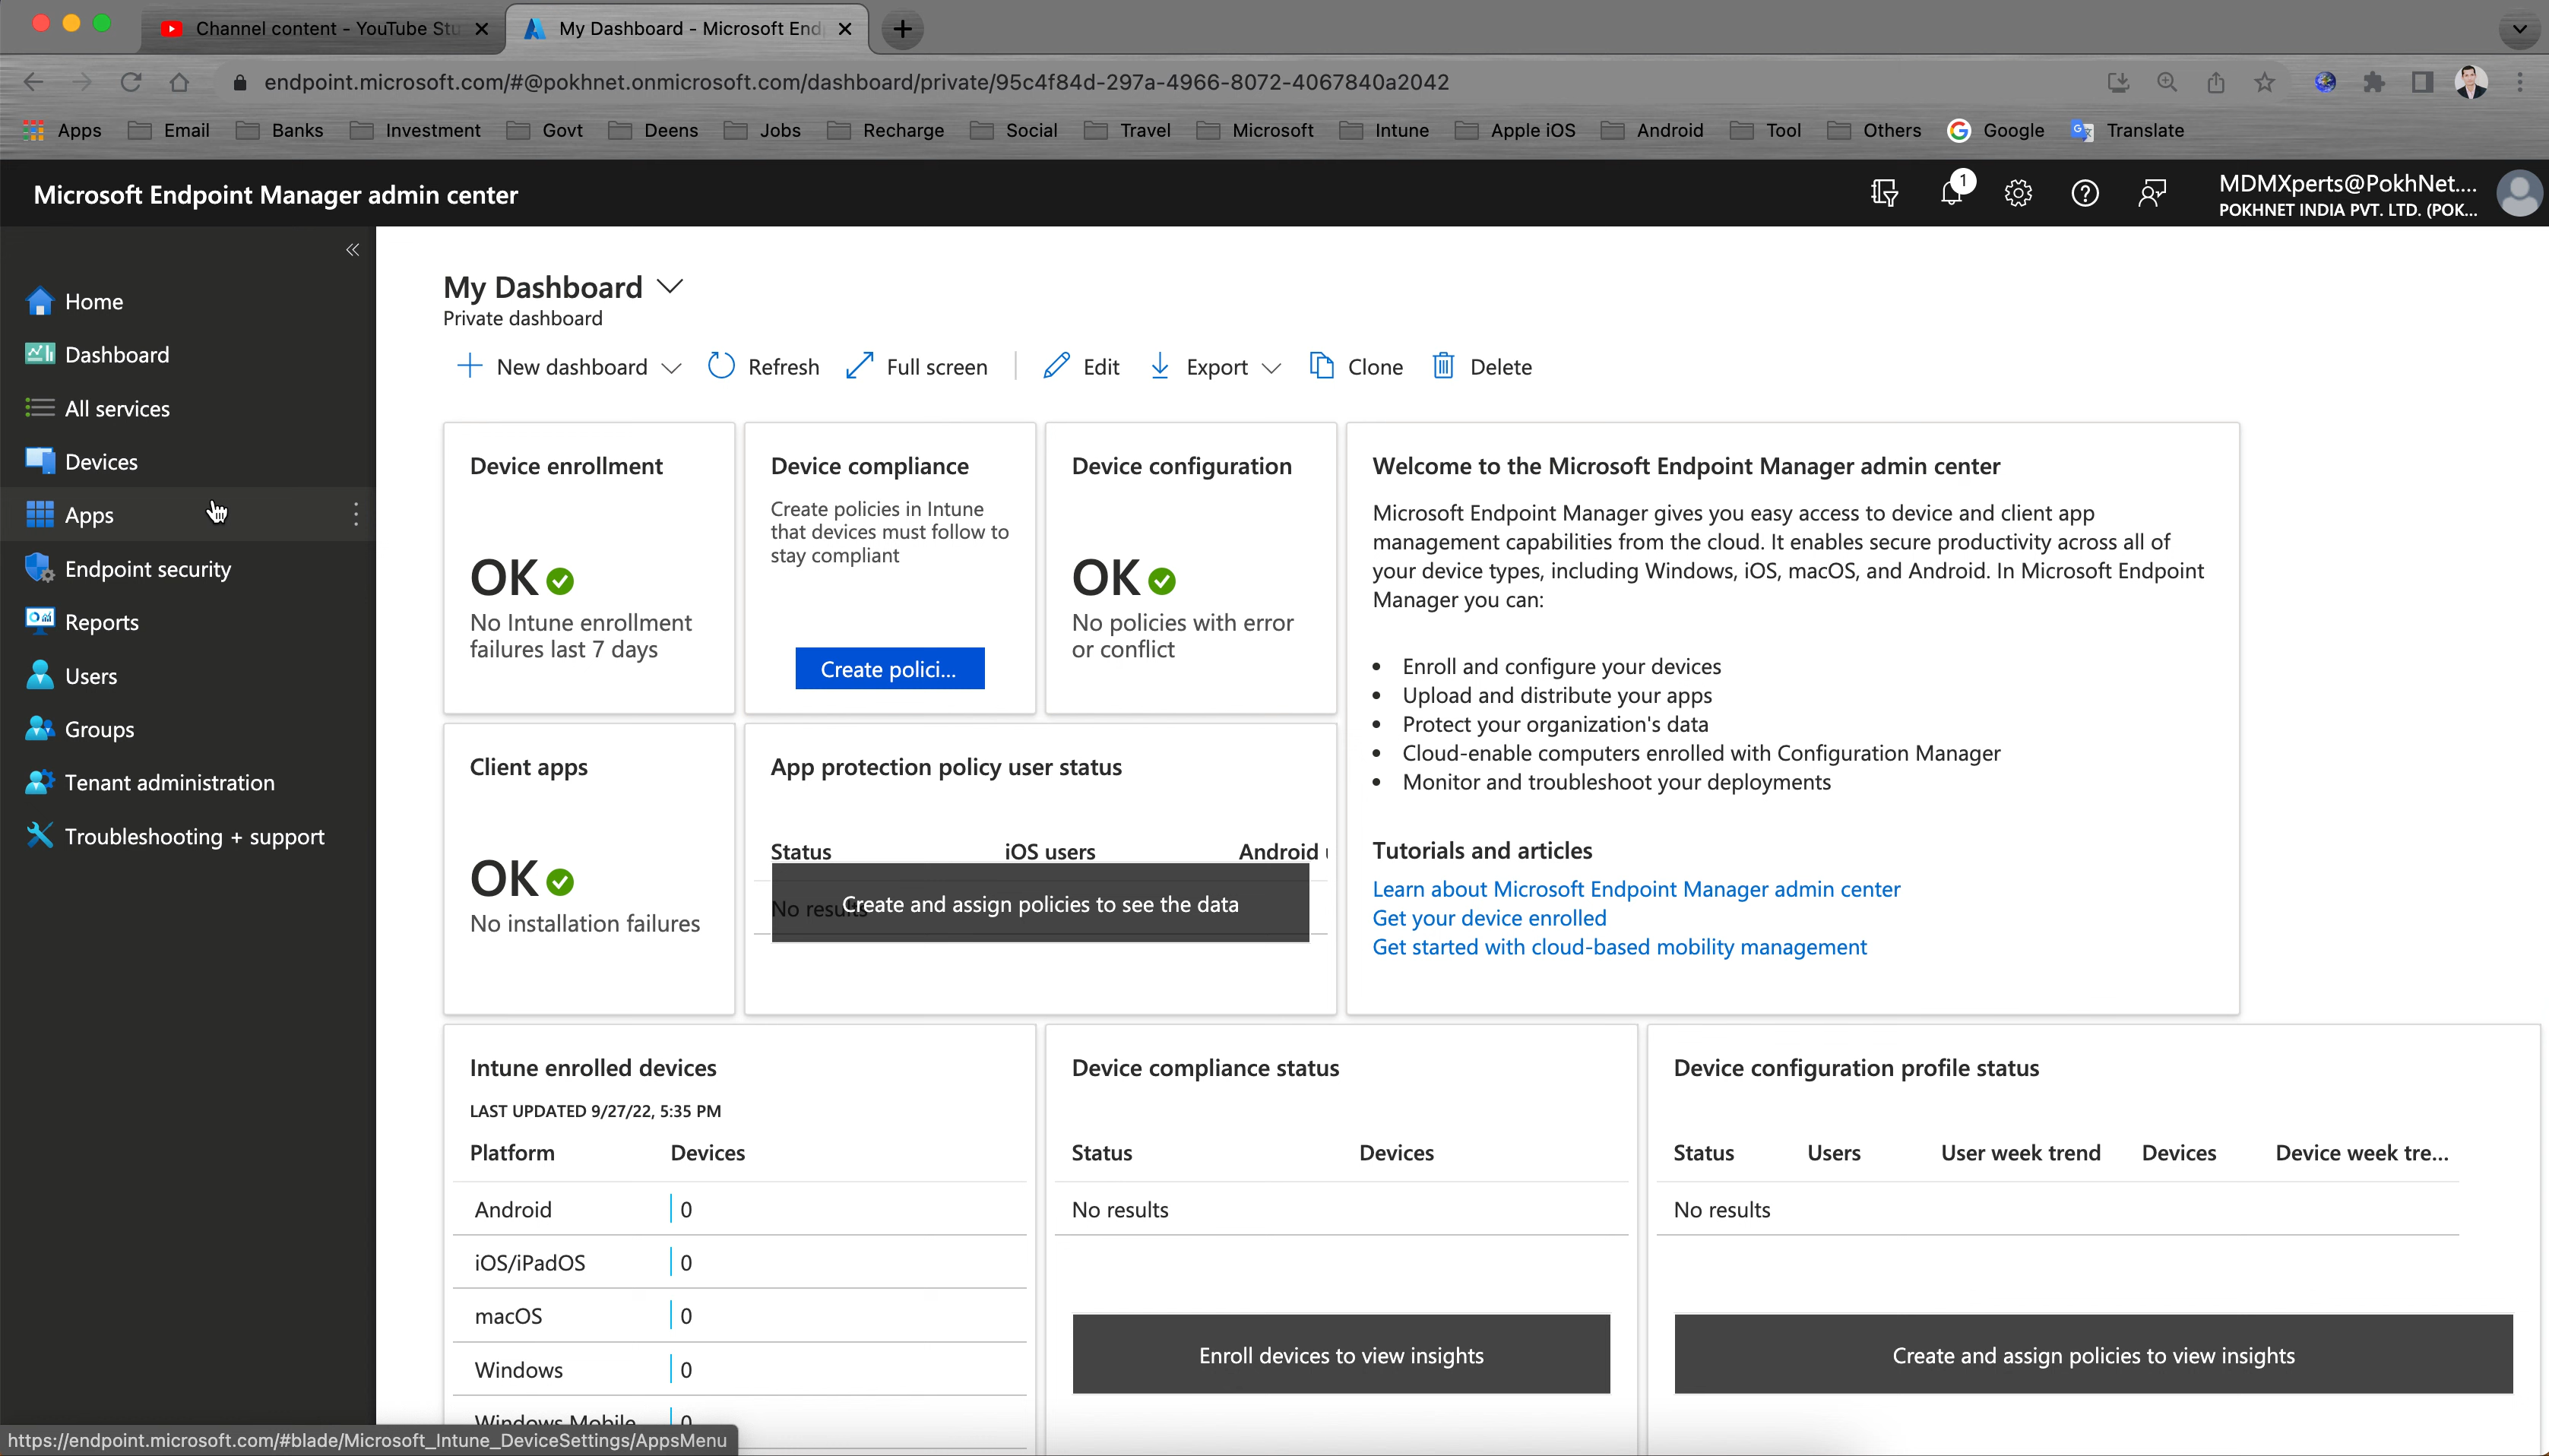 Channel content - YouTube Stu
My Dashboard - Microsoft End
endpoint.microsoft.com/#@pokhnet.onmicrosoft.com/dashboard/private/95c4f84d-297a-4966-8072-4067840a2042
Apps Email Banks Investment Govt Deens Jobs Recharge Social Travel Microsoft Intune Apple iOS Android Tool Others Google Translate
Microsoft Endpoint Manager admin center
1
MDMXperts@PokhNet....
POKHNET INDIA PVT. LTD. (POK...
Home
Dashboard
All services
Devices
Apps
Endpoint security
Reports
Users
Groups
Tenant administration
Troubleshooting + support
My Dashboard
Private dashboard
New dashboard Refresh Full screen Edit Export Clone Delete
Device enrollment
OK
No Intune enrollment
failures last 7 days
Device compliance
Create policies in Intune
that devices must follow to
stay compliant
Create polici...
Device configuration
OK
No policies with error
or conflict
Welcome to the Microsoft Endpoint Manager admin center
Microsoft Endpoint Manager gives you easy access to device and client app
management capabilities from the cloud. It enables secure productivity across all of
your device types, including Windows, iOS, macOS, and Android. In Microsoft Endpoint
Manager you can:
• Enroll and configure your devices
• Upload and distribute your apps
• Protect your organization's data
• Cloud-enable computers enrolled with Configuration Manager
• Monitor and troubleshoot your deployments
Tutorials and articles
Learn about Microsoft Endpoint Manager admin center
Get your device enrolled
Get started with cloud-based mobility management
Client apps
OK
No installation failures
App protection policy user status
Status iOS users Android
No results
Create and assign policies to see the data
Intune enrolled devices
LAST UPDATED 9/27/22, 5:35 PM
Platform Devices
Android 0
iOS/iPadOS 0
macOS 0
Windows 0
Windows Mobile 0
Device compliance status
Status Devices
No results
Enroll devices to view insights
Device configuration profile status
Status Users User week trend Devices Device week tre...
No results
Create and assign policies to view insights
https://endpoint.microsoft.com/#blade/Microsoft_Intune_DeviceSettings/AppsMenu